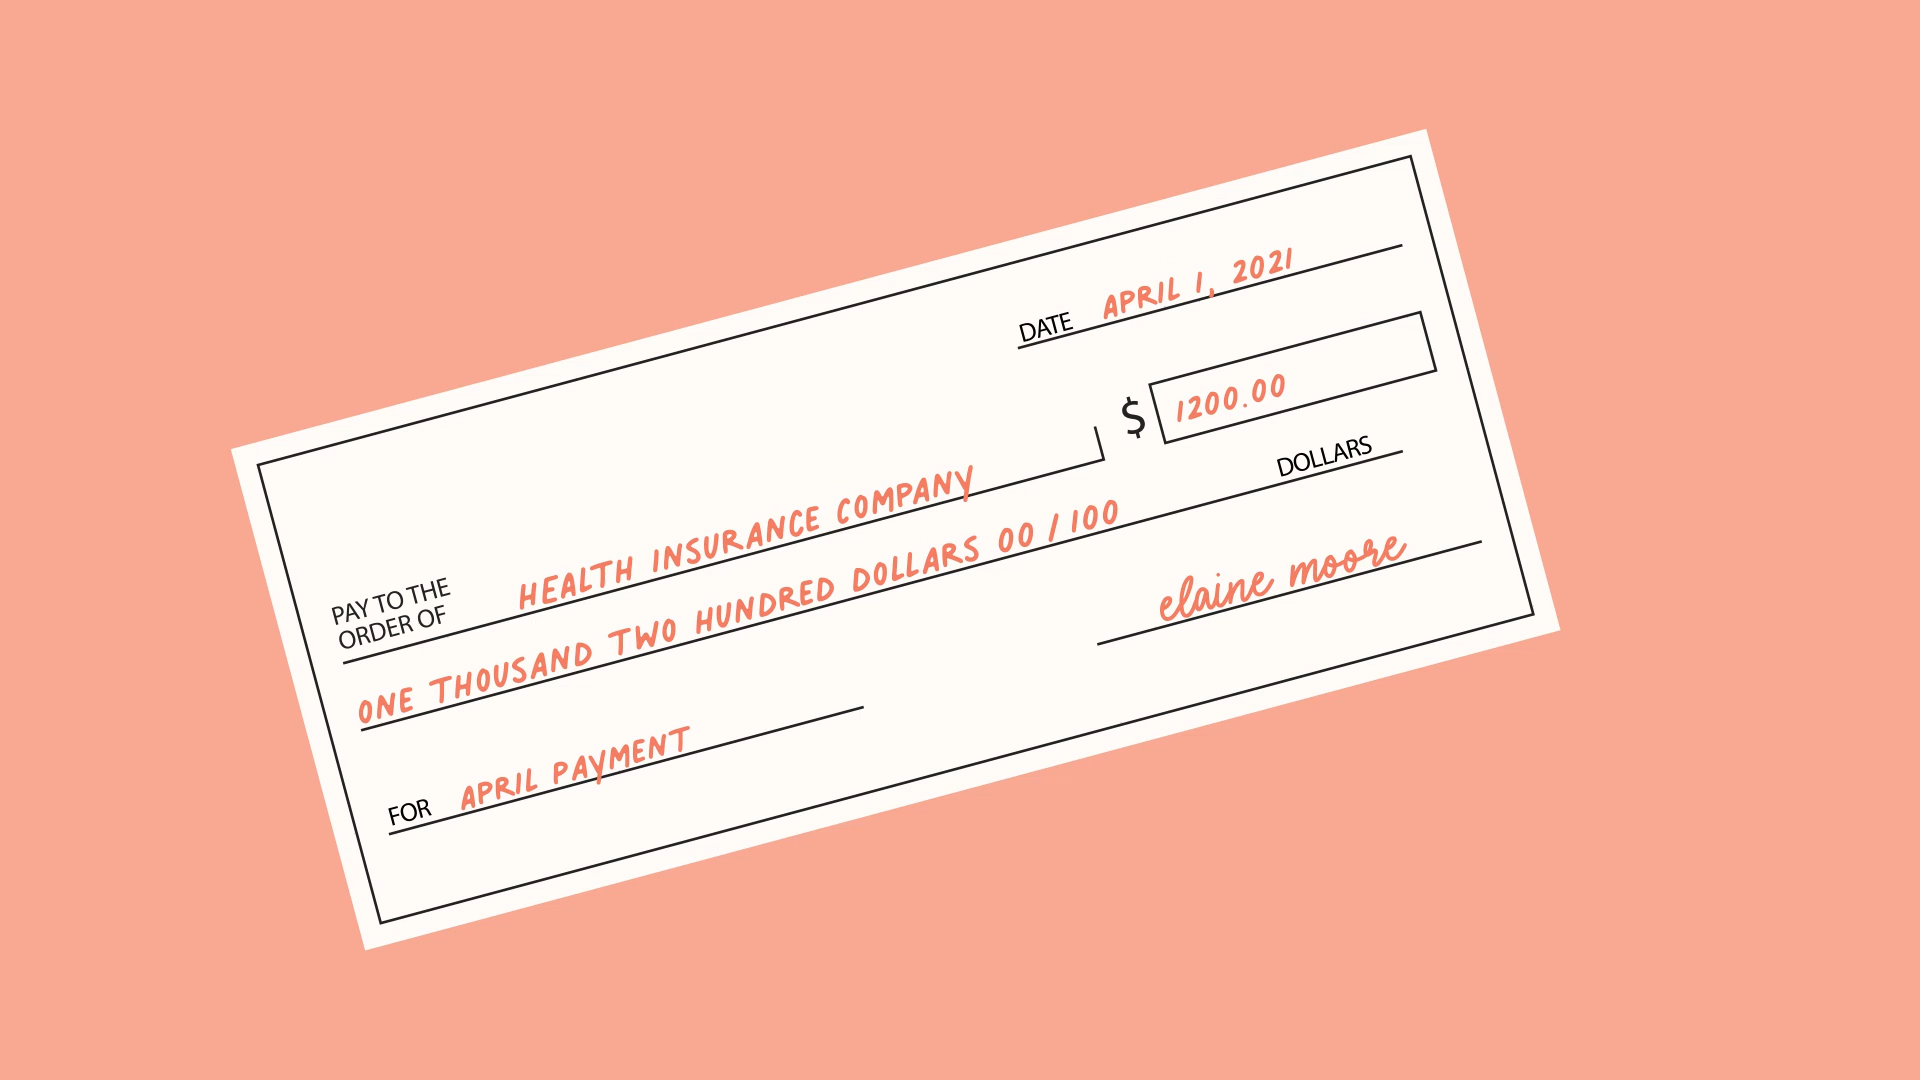 DATE APRIL 1, 2021
$ 1200.00
PAY TO THE
ORDER OF HEALTH INSURANCE COMPANY
ONE THOUSAND TWO HUNDRED DOLLARS 00/100 DOLLARS
elaine moore
FOR APRIL PAYMENT